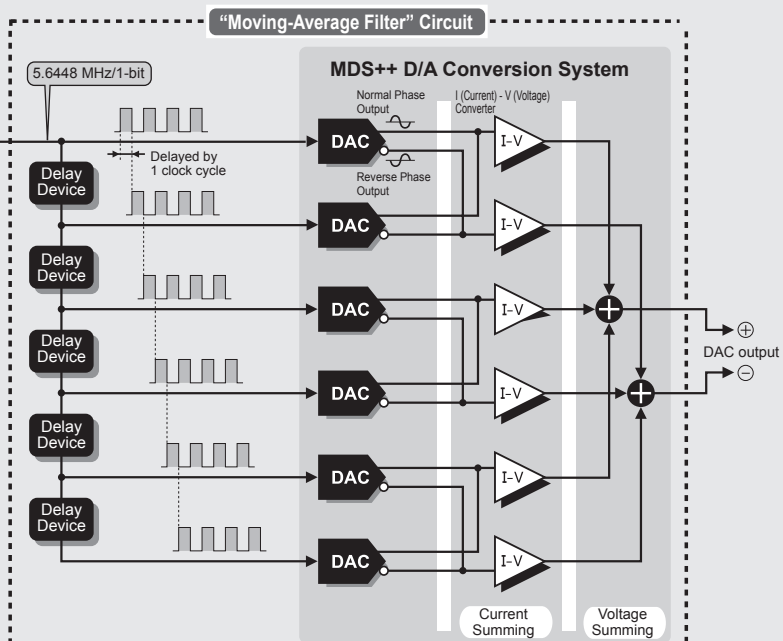 “Moving-Average Filter” Circuit
5.6448 MHz/1-bit
MDS++ D/A Conversion System
Normal Phase
Output
I (Current) - V (Voltage)
Converter
Delayed by
1 clock cycle
DAC
I-V
Reverse Phase
Output
Delay
Device
DAC
I-V
Delay
Device
DAC
I-V
+
⊕
DAC output
Delay
Device
⊖
DAC
I-V
+
Delay
Device
DAC
I-V
Delay
Device
DAC
I-V
Current
Summing
Voltage
Summing